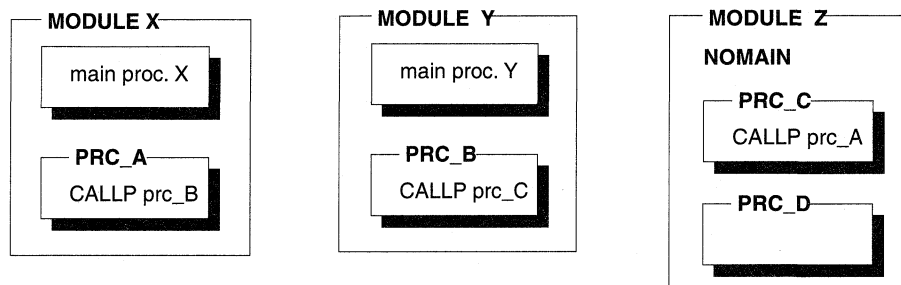 MODULE X
main proc. X
PRC_A
CALLP prc_B
MODULE Y
main proc. Y
PRC_B
CALLP prc_C
MODULE Z
NOMAIN
PRC_C
CALLP prc_A
PRC_D